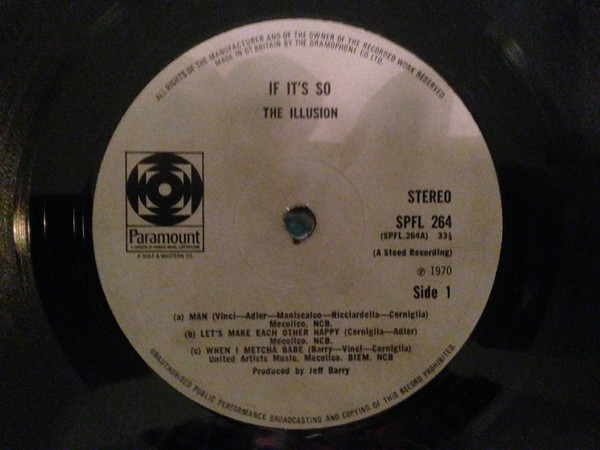 ALL RIGHTS OF THE MANUFACTURER AND OF THE OWNER OF THE RECORDED WORK RESERVED
MADE IN GT. BRITAIN BY THE GRAMOPHONE CO LTD.
IF IT'S SO
THE ILLUSION
Paramount
A GULF & WESTERN CO.
STEREO
SPFL 264
(SPFL.264A) 33⅓
(A Steed Recording)
℗ 1970
Side 1
(a) MAN (Vinci—Adler—Maniscalco—Ricciardella—Cerniglia)
Mecolico. NCB.
(b) LET'S MAKE EACH OTHER HAPPY (Cerniglia—Adler)
Mecolico. NCB.
(c) WHEN I METCHA BABE (Barry—Vinci—Cerniglia)
United Artists Music. Mecolico. BIEM. NCB
Produced by Jeff Barry
UNAUTHORISED PUBLIC PERFORMANCE BROADCASTING AND COPYING OF THIS RECORD PROHIBITED.